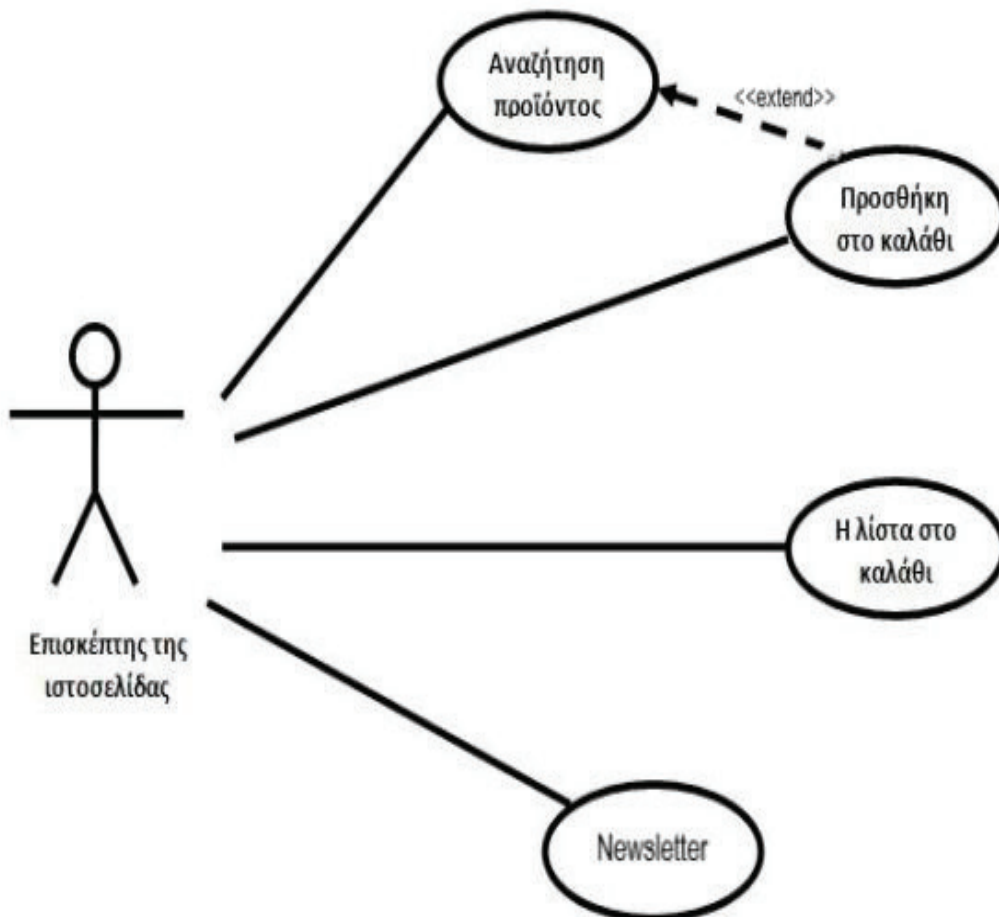 Αναζήτηση
προϊόντος
<<extend>>
Προσθήκη
στο καλάθι
Η λίστα στο
καλάθι
Επισκέπτης της
ιστοσελίδας
Newsletter